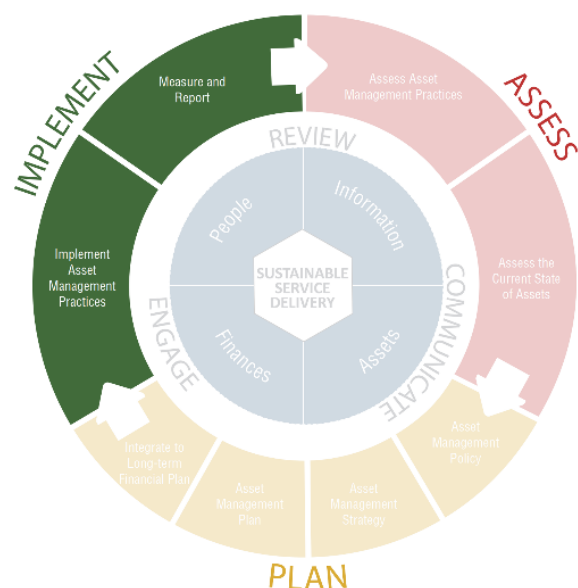 IMPLEMENT
Measure and
Report
Assess Asset
Management Practices
ASSESS
REVIEW
People
Information
Implement
Asset
Management
Practices
SUSTAINABLE
SERVICE
DELIVERY
Assess the
Current State
of Assets
ENGAGE
COMMUNICATE
Finances
Assets
Integrate to
Long-term
Financial Plan
Asset
Management
Plan
Asset
Management
Strategy
Asset
Management
Policy
PLAN